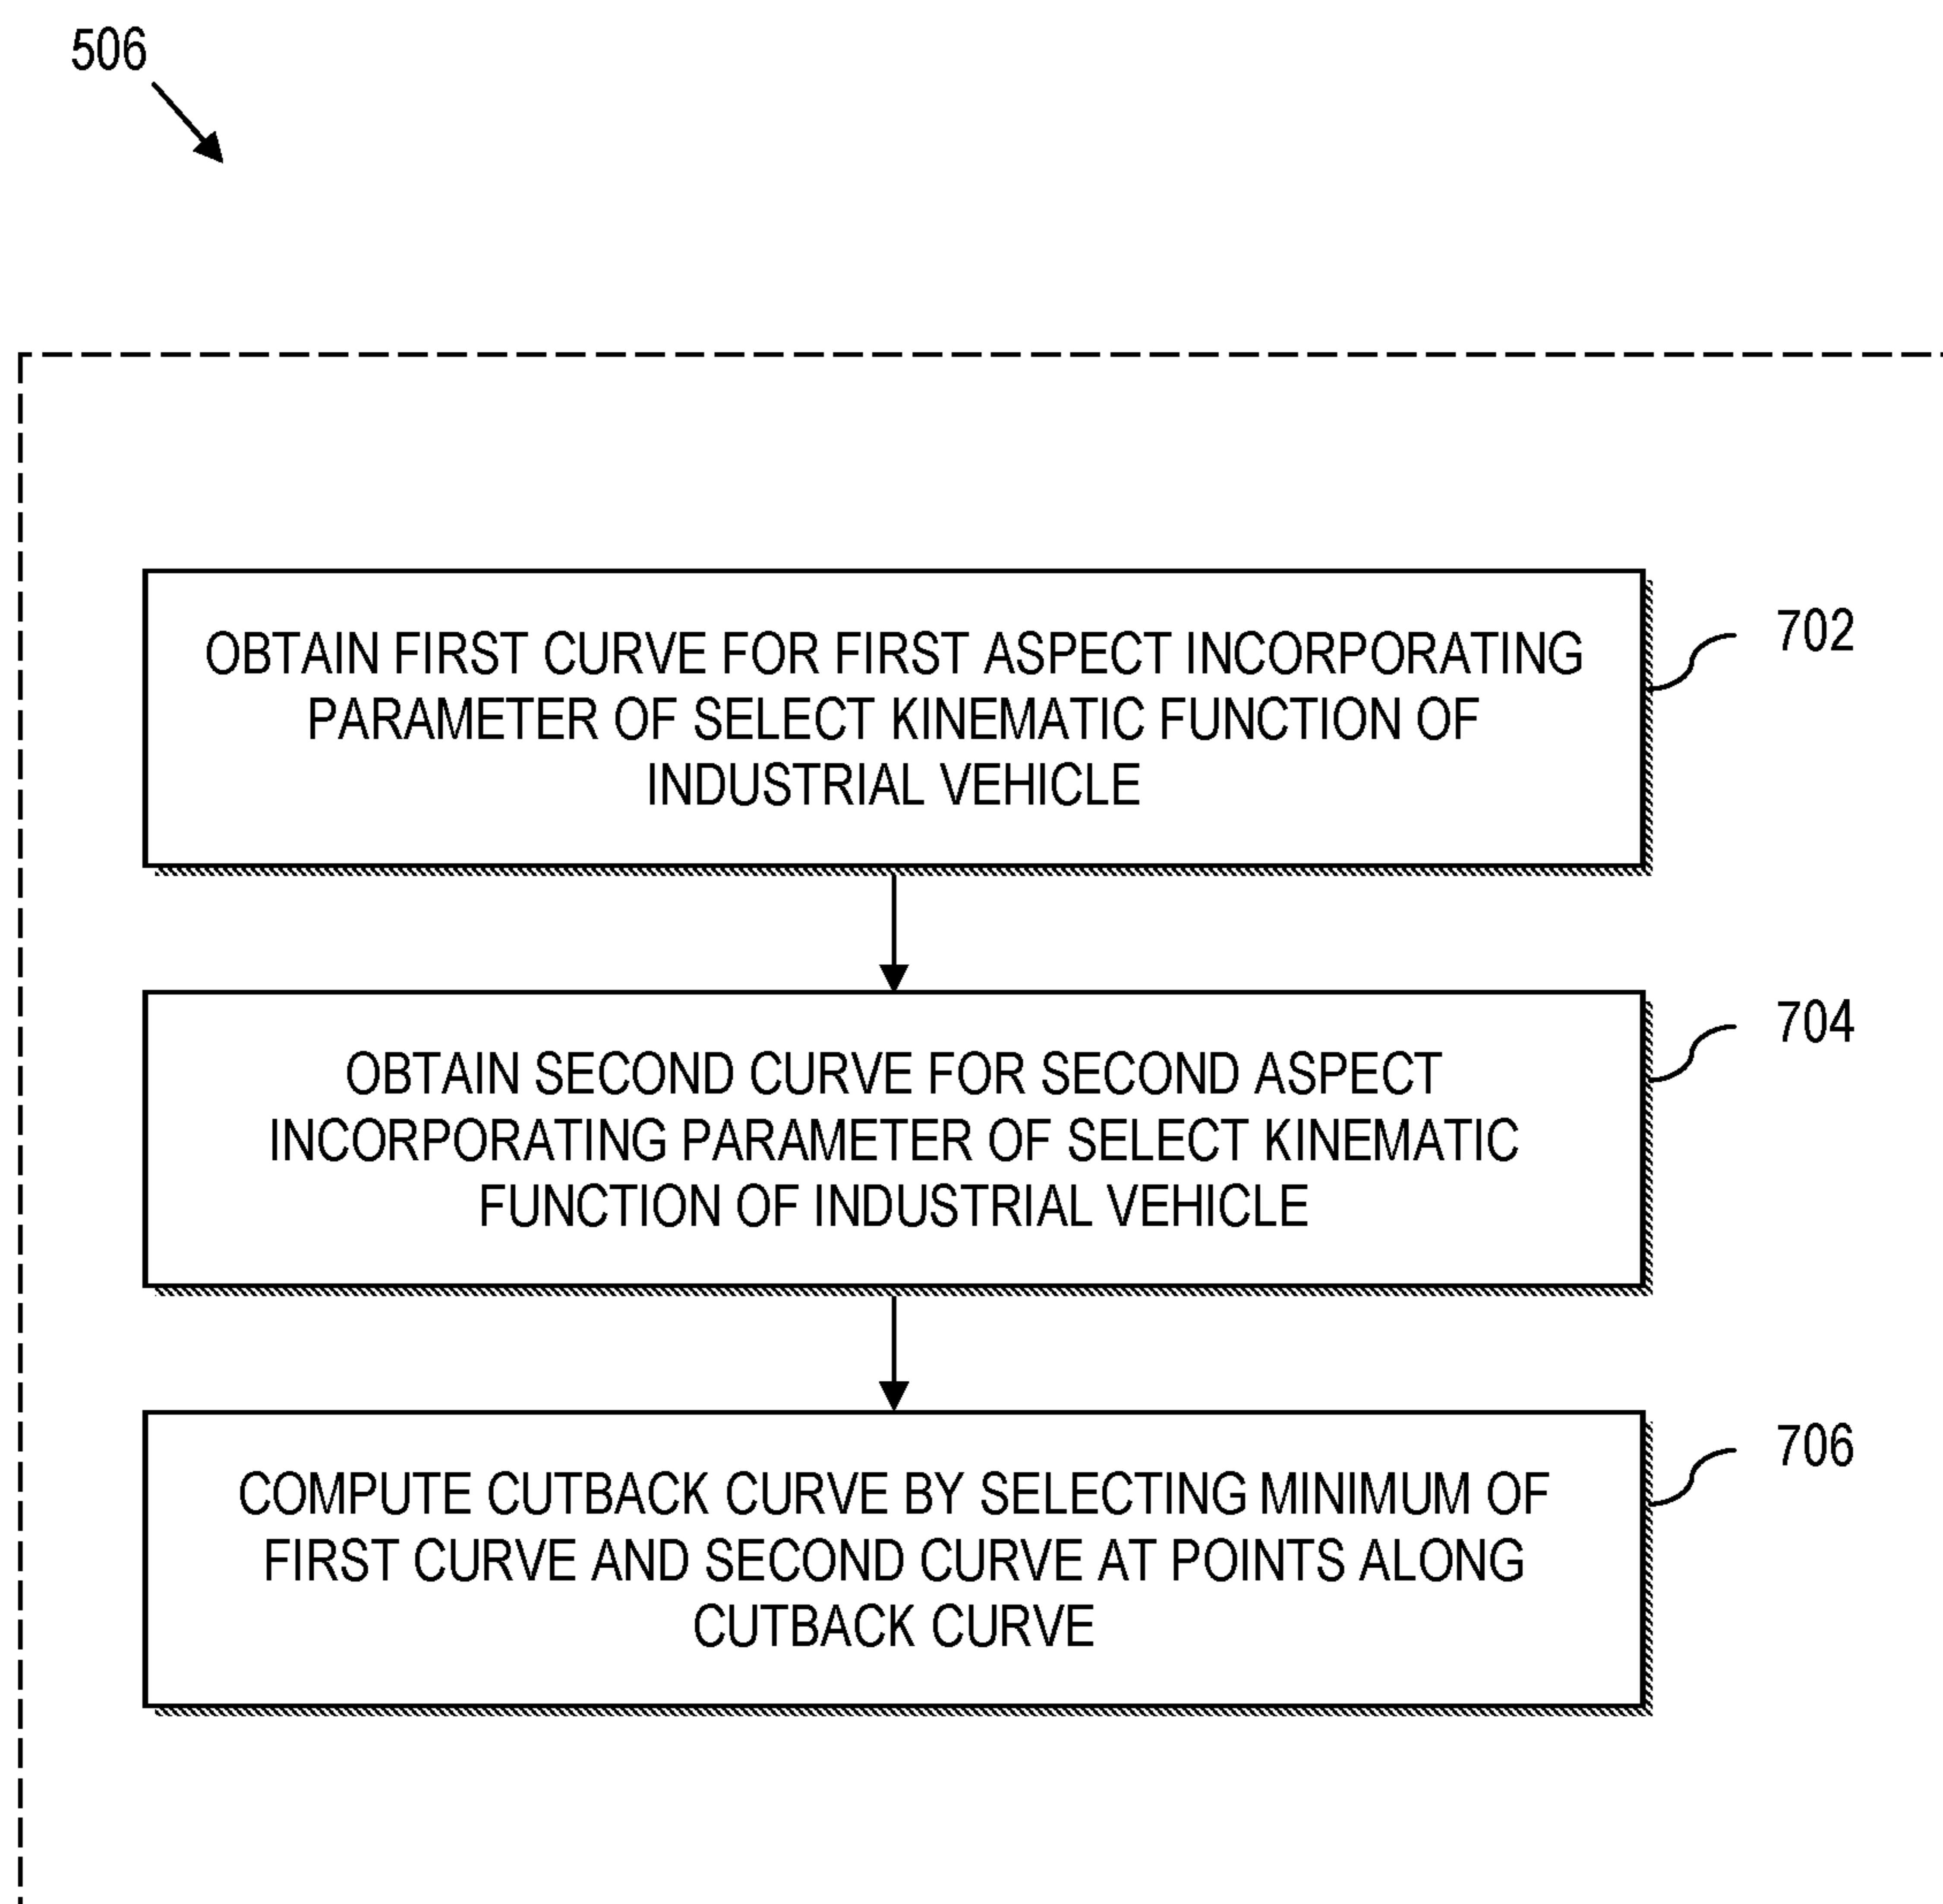 506
OBTAIN FIRST CURVE FOR FIRST ASPECT INCORPORATING
PARAMETER OF SELECT KINEMATIC FUNCTION OF
INDUSTRIAL VEHICLE
702
OBTAIN SECOND CURVE FOR SECOND ASPECT
INCORPORATING PARAMETER OF SELECT KINEMATIC
FUNCTION OF INDUSTRIAL VEHICLE
704
COMPUTE CUTBACK CURVE BY SELECTING MINIMUM OF
FIRST CURVE AND SECOND CURVE AT POINTS ALONG
CUTBACK CURVE
706